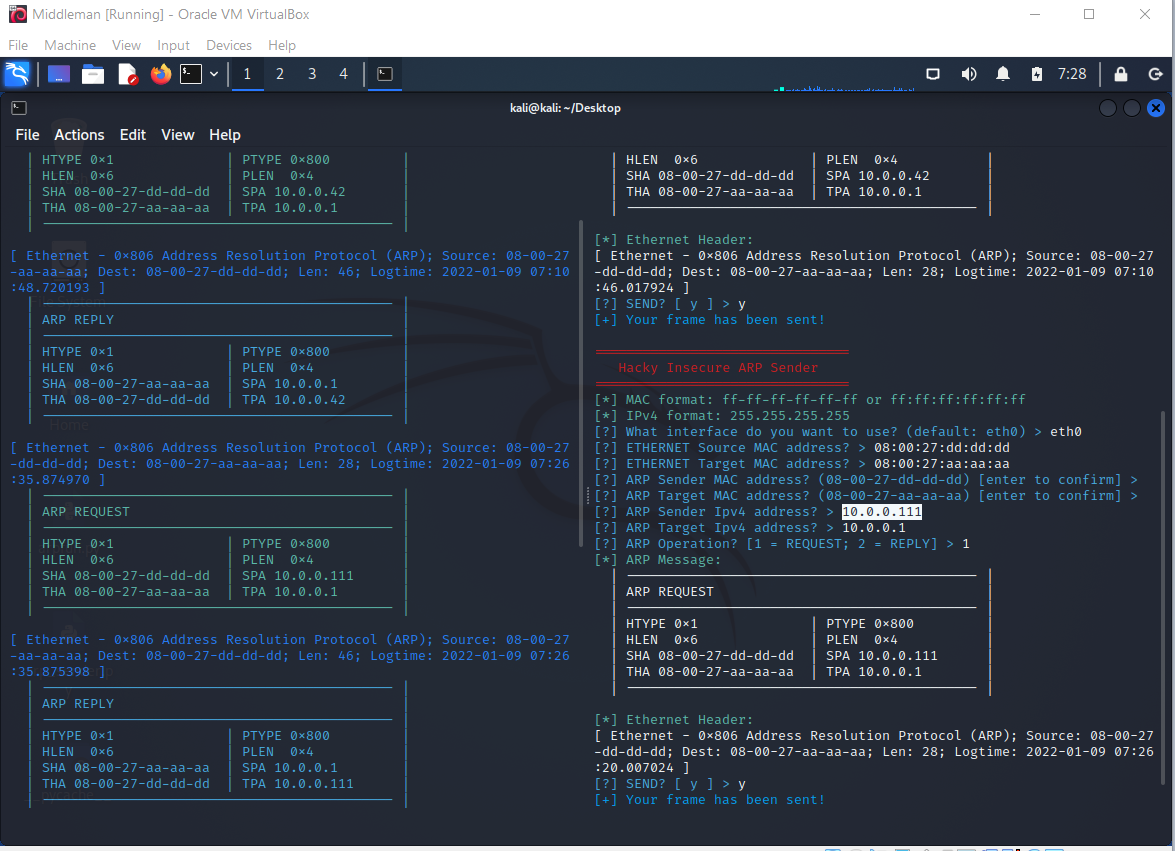 Middleman [Running] - Oracle VM VirtualBox
File Machine View Input Devices Help
1 2 3 4 7:28
kali@kali: ~/Desktop
File Actions Edit View Help
HTYPE 0×1 | PTYPE 0×800 |
HLEN 0×6 | PLEN 0×4 |
SHA 08-00-27-dd-dd-dd | SPA 10.0.0.42 |
THA 08-00-27-aa-aa-aa | TPA 10.0.0.1 |
[ Ethernet - 0×806 Address Resolution Protocol (ARP); Source: 08-00-27
-aa-aa-aa; Dest: 08-00-27-dd-dd-dd; Len: 46; Logtime: 2022-01-09 07:10
:48.720193 ]
ARP REPLY
HTYPE 0×1 | PTYPE 0×800 |
HLEN 0×6 | PLEN 0×4 |
SHA 08-00-27-aa-aa-aa | SPA 10.0.0.1 |
THA 08-00-27-dd-dd-dd | TPA 10.0.0.42 |
Home
[ Ethernet - 0×806 Address Resolution Protocol (ARP); Source: 08-00-27
-dd-dd-dd; Dest: 08-00-27-aa-aa-aa; Len: 28; Logtime: 2022-01-09 07:26
:35.874970 ]
ARP REQUEST
HTYPE 0×1 | PTYPE 0×800 |
HLEN 0×6 | PLEN 0×4 |
SHA 08-00-27-dd-dd-dd | SPA 10.0.0.111 |
THA 08-00-27-aa-aa-aa | TPA 10.0.0.1 |
[ Ethernet - 0×806 Address Resolution Protocol (ARP); Source: 08-00-27
-aa-aa-aa; Dest: 08-00-27-dd-dd-dd; Len: 46; Logtime: 2022-01-09 07:26
:35.875398 ]
ARP REPLY
HTYPE 0×1 | PTYPE 0×800 |
HLEN 0×6 | PLEN 0×4 |
SHA 08-00-27-aa-aa-aa | SPA 10.0.0.1 |
THA 08-00-27-dd-dd-dd | TPA 10.0.0.111 |
HLEN 0×6 | PLEN 0×4 |
SHA 08-00-27-dd-dd-dd | SPA 10.0.0.42 |
THA 08-00-27-aa-aa-aa | TPA 10.0.0.1 |
[*] Ethernet Header:
[ Ethernet - 0×806 Address Resolution Protocol (ARP); Source: 08-00-27
-dd-dd-dd; Dest: 08-00-27-aa-aa-aa; Len: 28; Logtime: 2022-01-09 07:10
:46.017924 ]
[?] SEND? [ y ] > y
[+] Your frame has been sent!
Hacky Insecure ARP Sender
[*] MAC format: ff-ff-ff-ff-ff-ff or ff:ff:ff:ff:ff:ff
[*] IPv4 format: 255.255.255.255
[?] What interface do you want to use? (default: eth0) > eth0
[?] ETHERNET Source MAC address? > 08:00:27:dd:dd:dd
[?] ETHERNET Target MAC address? > 08:00:27:aa:aa:aa
[?] ARP Sender MAC address? (08-00-27-dd-dd-dd) [enter to confirm] >
[?] ARP Target MAC address? (08-00-27-aa-aa-aa) [enter to confirm] >
[?] ARP Sender Ipv4 address? > 10.0.0.111
[?] ARP Target Ipv4 address? > 10.0.0.1
[?] ARP Operation? [1 = REQUEST; 2 = REPLY] > 1
[*] ARP Message:
ARP REQUEST
HTYPE 0×1 | PTYPE 0×800 |
HLEN 0×6 | PLEN 0×4 |
SHA 08-00-27-dd-dd-dd | SPA 10.0.0.111 |
THA 08-00-27-aa-aa-aa | TPA 10.0.0.1 |
[*] Ethernet Header:
[ Ethernet - 0×806 Address Resolution Protocol (ARP); Source: 08-00-27
-dd-dd-dd; Dest: 08-00-27-aa-aa-aa; Len: 28; Logtime: 2022-01-09 07:26
:20.007024 ]
[?] SEND? [ y ] > y
[+] Your frame has been sent!